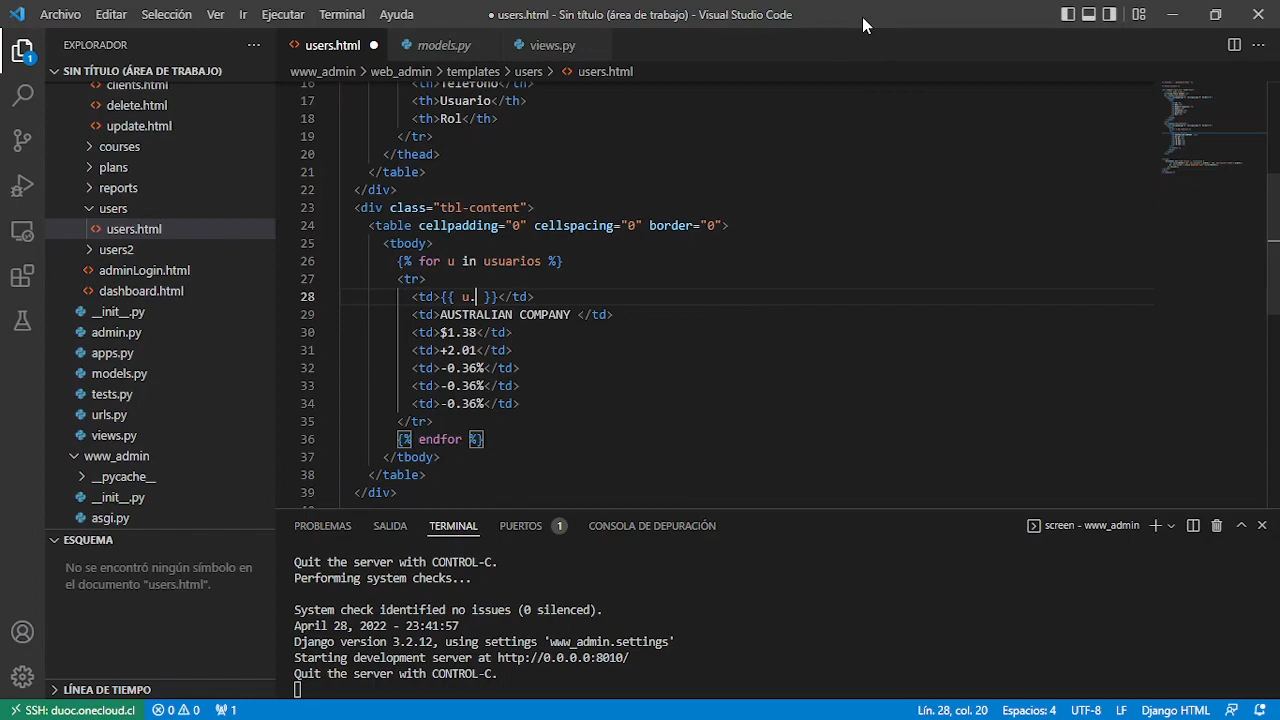 Archivo Editar Selección Ver Ir Ejecutar Terminal Ayuda ● users.html - Sin título (área de trabajo) - Visual Studio Code
EXPLORADOR
SIN TÍTULO (ÁREA DE TRABAJO)
clients.html
delete.html
update.html
courses
plans
reports
users
users.html
users2
adminLogin.html
dashboard.html
__init__.py
admin.py
apps.py
models.py
tests.py
urls.py
views.py
www_admin
__pycache__
__init__.py
asgi.py
ESQUEMA
No se encontró ningún símbolo en
el documento "users.html".
LÍNEA DE TIEMPO
1
users.html models.py views.py
www_admin > web_admin > templates > users > users.html
16 <th>Telefono</th>
17 <th>Usuario</th>
18 <th>Rol</th>
19 </tr>
20 </thead>
21 </table>
22 </div>
23 <div class="tbl-content">
24 <table cellpadding="0" cellspacing="0" border="0">
25 <tbody>
26 {% for u in usuarios %}
27 <tr>
28 <td>{{ u. }}</td>
29 <td>AUSTRALIAN COMPANY </td>
30 <td>$1.38</td>
31 <td>+2.01</td>
32 <td>-0.36%</td>
33 <td>-0.36%</td>
34 <td>-0.36%</td>
35 </tr>
36 {% endfor %}
37 </tbody>
38 </table>
39 </div>
PROBLEMAS SALIDA TERMINAL PUERTOS 1 CONSOLA DE DEPURACIÓN screen - www_admin
Quit the server with CONTROL-C.
Performing system checks...
System check identified no issues (0 silenced).
April 28, 2022 - 23:41:57
Django version 3.2.12, using settings 'www_admin.settings'
Starting development server at http://0.0.0.0:8010/
Quit the server with CONTROL-C.
SSH: duoc.onecloud.cl 0 0 1 Lín. 28, col. 20 Espacios: 4 UTF-8 LF Django HTML